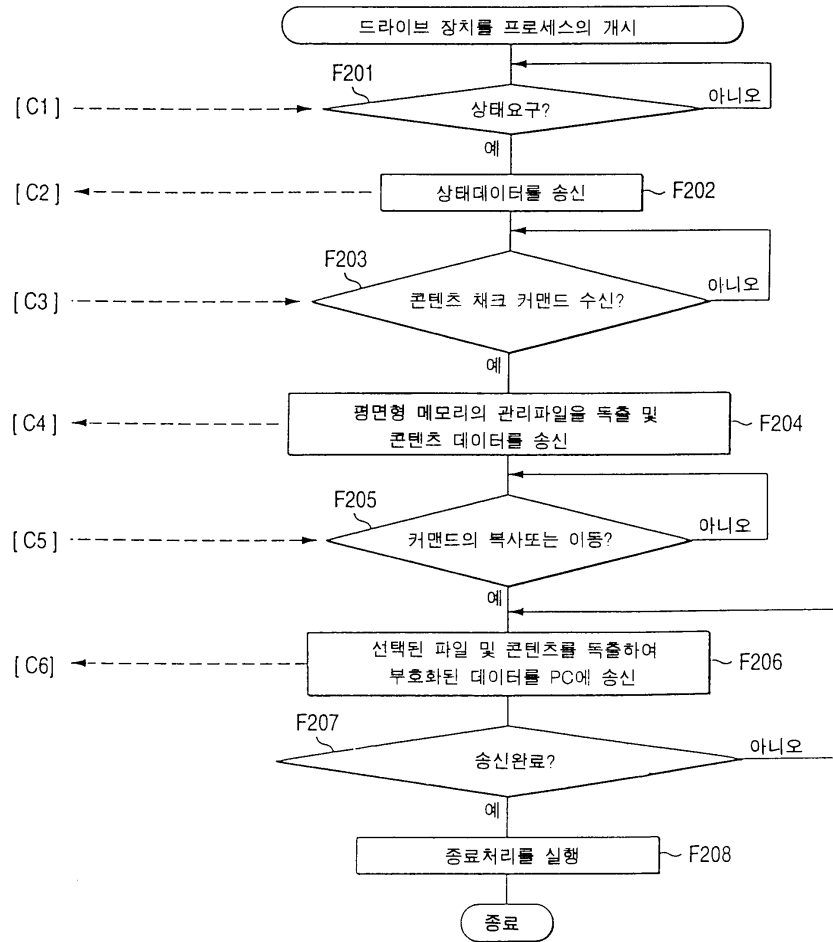 드라이브 장치를 프로세스의 개시
F201
[C1]
상태요구?
아니오
예
[C2]
상태데이터를 송신
F202
F203
[C3]
콘텐츠 채크 커맨드 수신?
아니오
예
[C4]
평면형 메모리의 관리파일을 독출 및
콘텐츠 데이터를 송신
F204
F205
[C5]
커맨드의 복사또는 이동?
아니오
예
[C6]
선택된 파일 및 콘텐츠를 독출하여
부호화된 데이터를 PC에 송신
F206
F207
송신완료?
아니오
예
종료처리를 실행
F208
종료